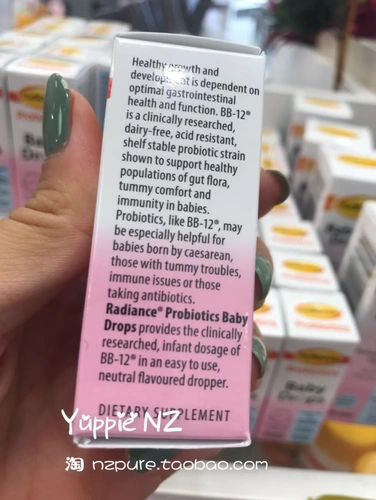 Healthy growth and
development is dependent on
optimal gastrointestinal
health and function. BB-12®
is a clinically researched,
dairy-free, acid resistant,
shelf stable probiotic strain
shown to support healthy
populations of gut flora,
tummy comfort and
immunity in babies.
Probiotics, like BB-12®, may
be especially helpful for
babies born by caesarean,
those with tummy troubles,
immune issues or those
taking antibiotics.
Radiance® Probiotics Baby
Drops provides the clinically
researched, infant dosage of
BB-12® in an easy to use,
neutral flavoured dropper.
DIETARY SUPPLEMENT
Yuppie NZ
淘 nzpure.taobao.com
Baby
Drops